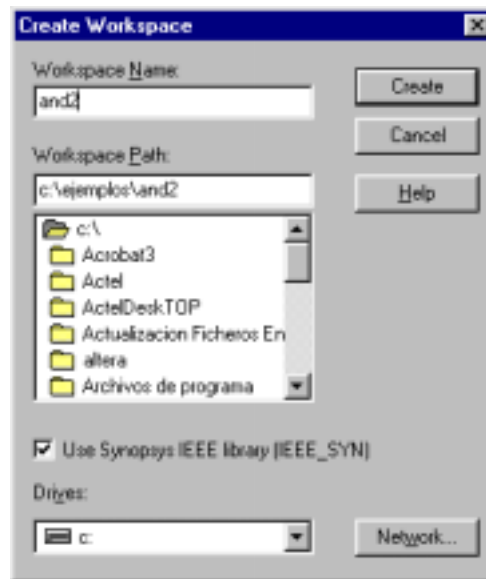 Create Workspace
Workspace Name:
and2
Create
Cancel
Workspace Path:
c:\ejemplos\and2
Help
c:\
Acrobat3
Actel
ActelDeskTOP
Actualizacion Ficheros En
altera
Archivos de programa
Use Synopsys IEEE library (IEEE_SYN)
Drives:
c:
Network...